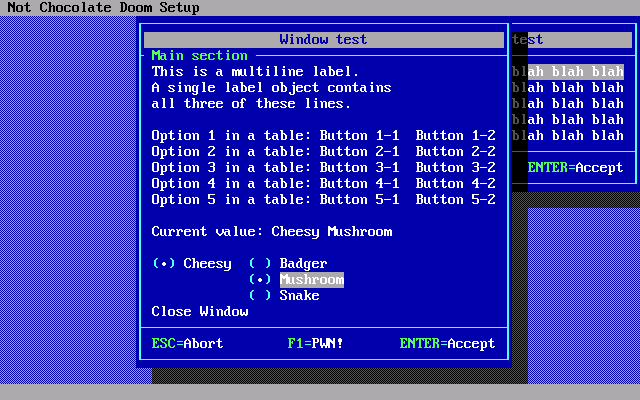 Not Chocolate Doom Setup
Window test
Main section
This is a multiline label.
A single label object contains
all three of these lines.
Option 1 in a table: Button 1-1 Button 1-2
Option 2 in a table: Button 2-1 Button 2-2
Option 3 in a table: Button 3-1 Button 3-2
Option 4 in a table: Button 4-1 Button 4-2
Option 5 in a table: Button 5-1 Button 5-2
Current value: Cheesy Mushroom
(•) Cheesy ( ) Badger
(•) Mushroom
( ) Snake
Close Window
ESC=Abort F1=PWN! ENTER=Accept
test
blah blah blah
blah blah blah
blah blah blah
blah blah blah
blah blah blah
ENTER=Accept